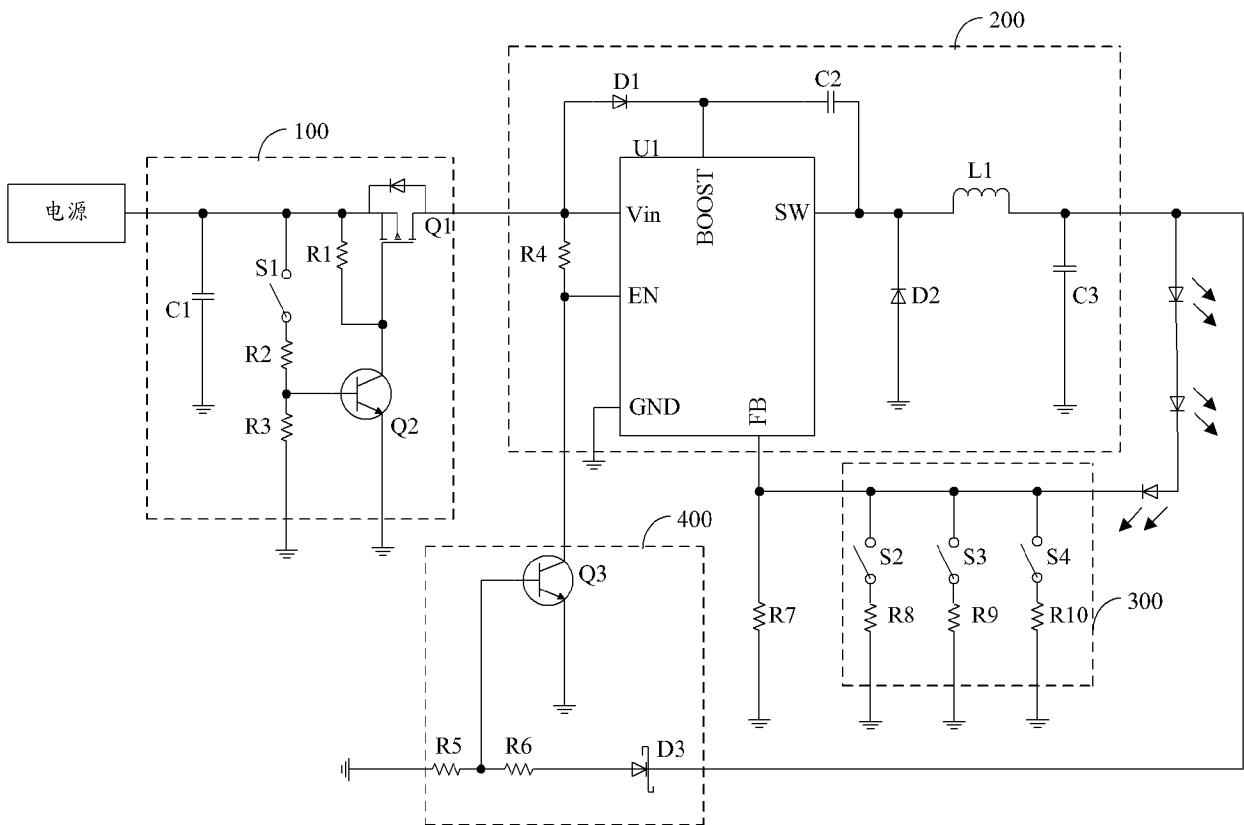 200
D1
C2
100
U1
L1
电源
Q1
Vin
BOOST
SW
R1
R4
S1
EN
D2
C3
C1
R2
GND
FB
R3
Q2
400
Q3
S2
S3
S4
R7
R8
R9
R10
300
R5
R6
D3